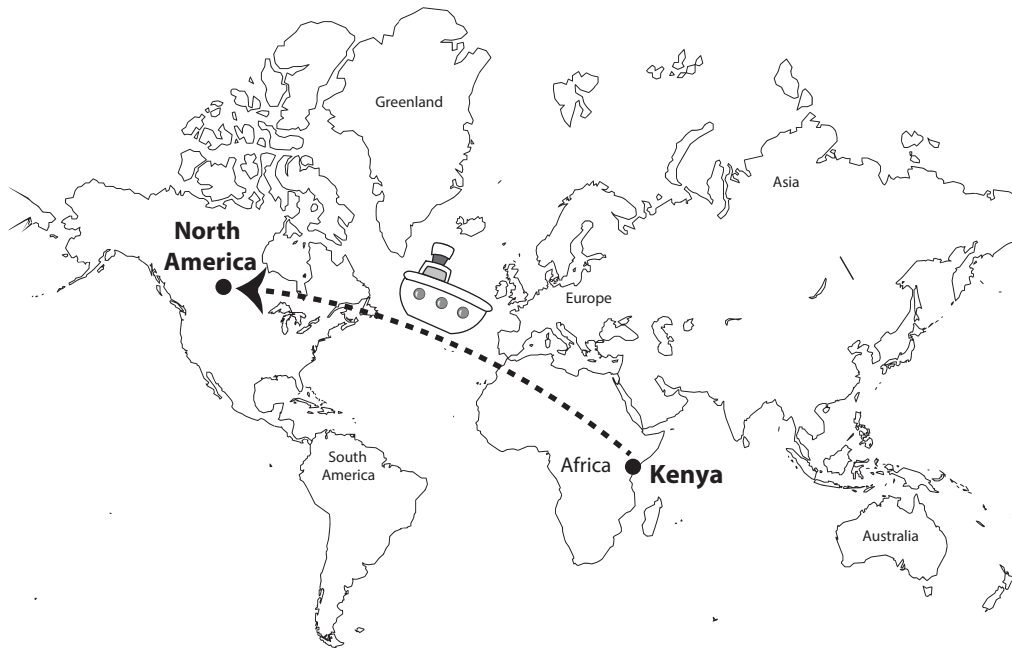 Greenland
Asia
North
America
Europe
South
America
Africa
Kenya
Australia